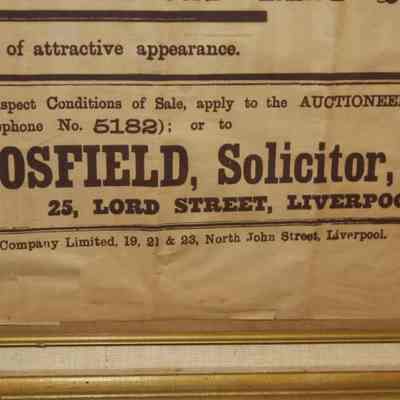 of attractive appearance.
spect Conditions of Sale, apply to the AUCTIONEE
phone No. 5182); or to
OSFIELD, Solicitor,
25, LORD STREET, LIVERPOO
Company Limited, 19, 21 & 23, North John Street, Liverpool.